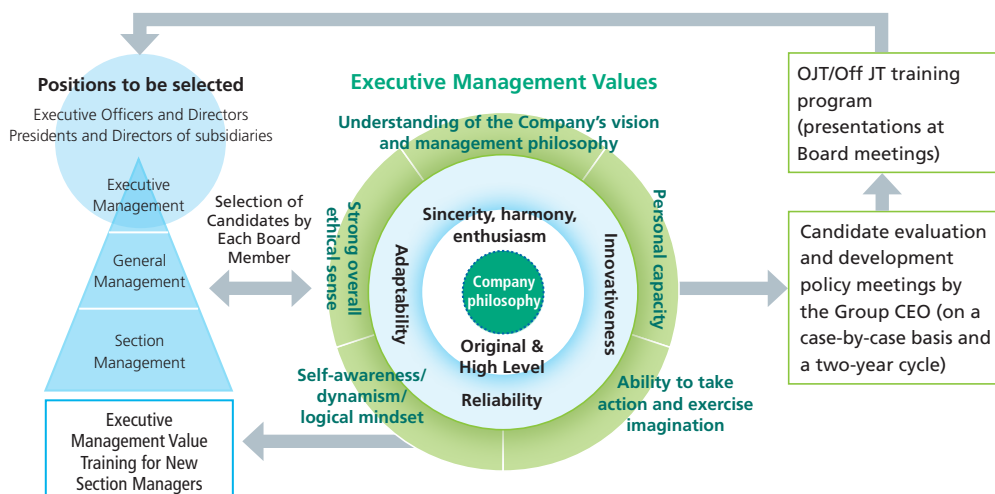 Positions to be selected
Executive Officers and Directors
Presidents and Directors of subsidiaries
Executive
Management
General
Management
Section
Management
Executive
Management Value
Training for New
Section Managers
Selection of
Candidates by
Each Board
Member
Executive Management Values
Understanding of the Company's vision
and management philosophy
Strong overall
ethical sense
Personal capacity
Self-awareness/
dynamism/
logical mindset
Ability to take
action and exercise
imagination
Adaptability
Innovativeness
Reliability
Sincerity, harmony,
enthusiasm
Company
philosophy
Original &
High Level
OJT/Off JT training
program
(presentations at
Board meetings)
Candidate evaluation
and development
policy meetings by
the Group CEO (on a
case-by-case basis and
a two-year cycle)